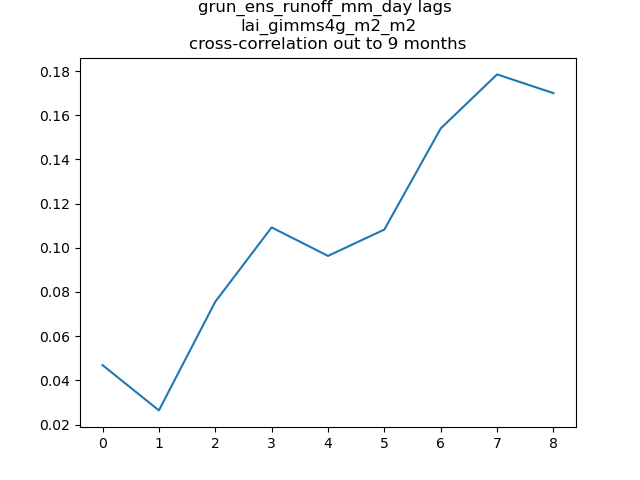 grun_ens_runoff_mm_day lags
lai_gimms4g_m2_m2
cross-correlation out to 9 months
0.18
0.16
0.14
0.12
0.10
0.08
0.06
0.04
0.02
0 1 2 3 4 5 6 7 8